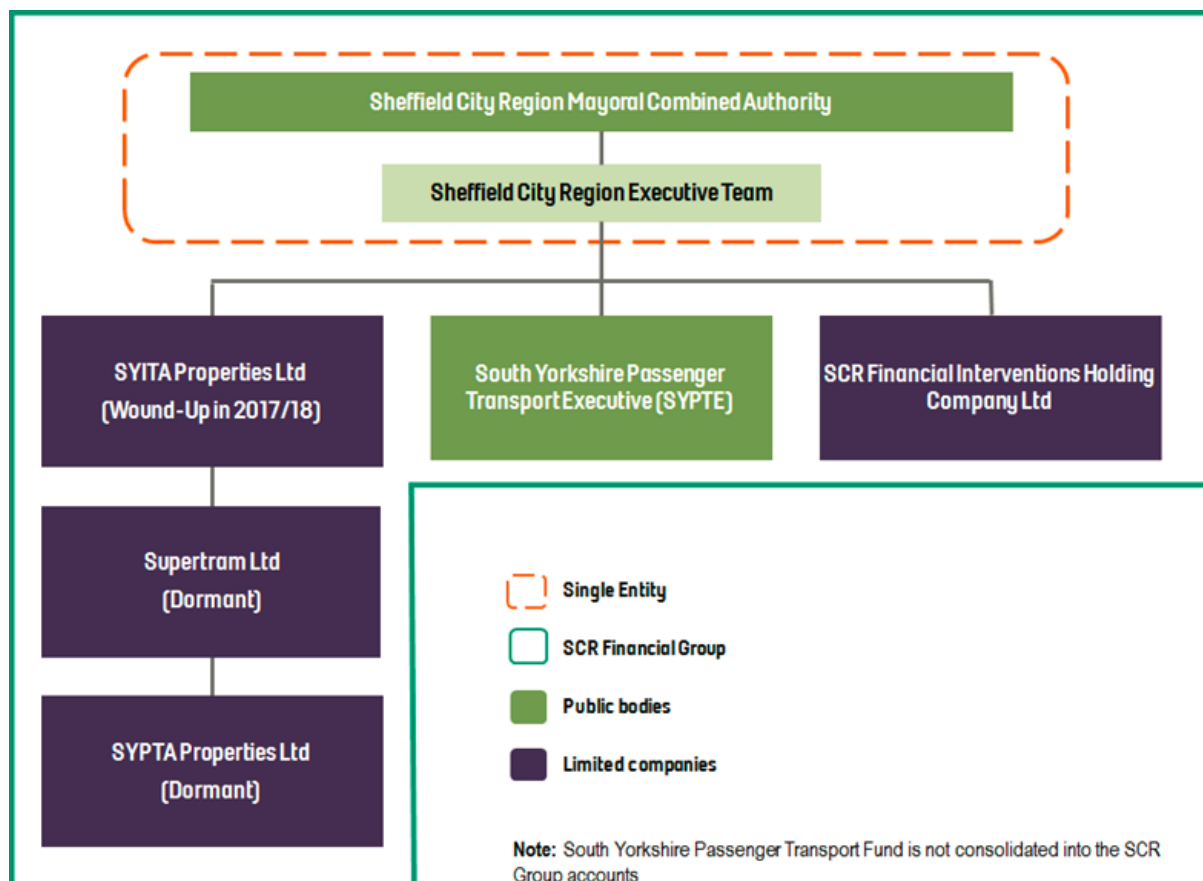 Sheffield City Region Mayoral Combined Authority
Sheffield City Region Executive Team
SYITA Properties Ltd
(Wound-Up in 2017/18)
South Yorkshire Passenger
Transport Executive (SYPTE)
SCR Financial Interventions Holding
Company Ltd
Supertram Ltd
(Dormant)
SYPTA Properties Ltd
(Dormant)
Single Entity
SCR Financial Group
Public bodies
Limited companies
Note: South Yorkshire Passenger Transport Fund is not consolidated into the SCR
Group accounts